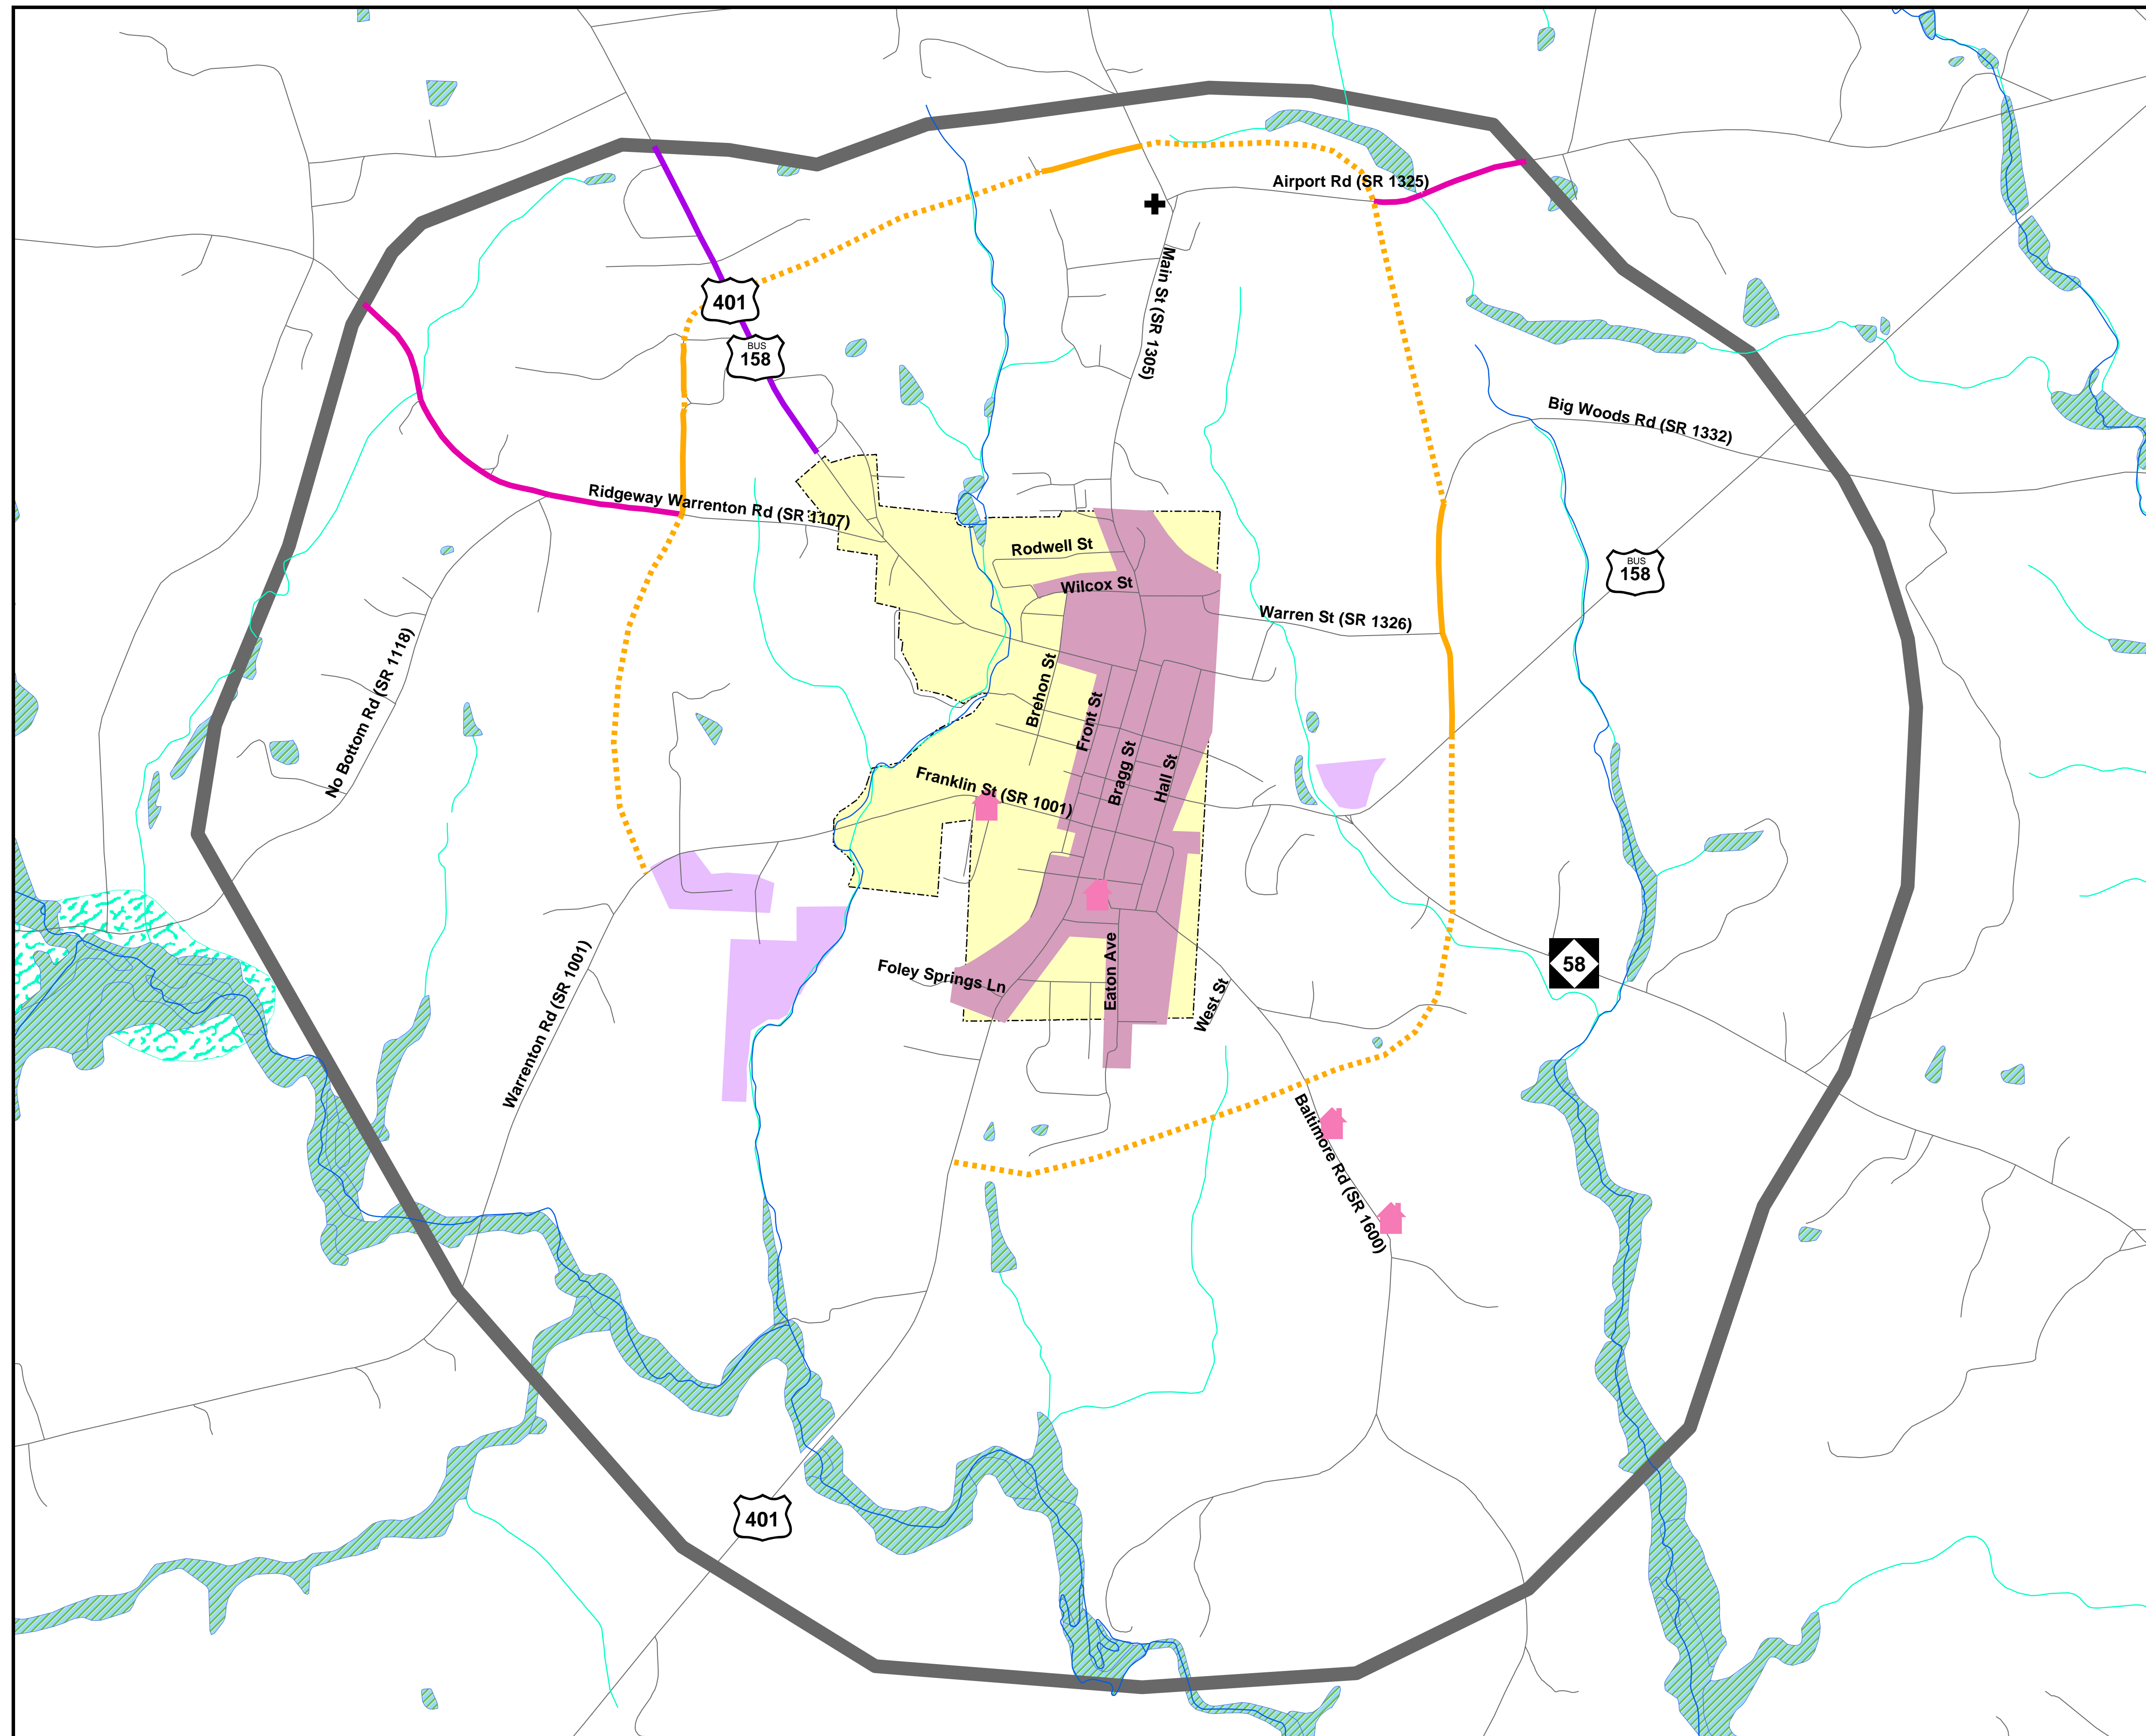 Airport Rd (SR 1325)
401
BUS
158
Main St (SR 1305)
Big Woods Rd (SR 1332)
Ridgeway Warrenton Rd (SR 1107)
Rodwell St
BUS
158
Wilcox St
Warren St (SR 1326)
No Bottom Rd (SR 1118)
Brehon St
Front St
Bragg St
Hall St
Franklin St (SR 1001)
Foley Springs Ln
Eaton Ave
West St
58
Warrenton Rd (SR 1001)
Baltimore Rd (SR 1600)
401